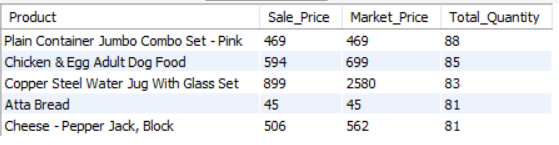 Product Sale_Price Market_Price Total_Quantity
Plain Container Jumbo Combo Set - Pink 469 469 88
Chicken & Egg Adult Dog Food 594 699 85
Copper Steel Water Jug With Glass Set 899 2580 83
Atta Bread 45 45 81
Cheese - Pepper Jack, Block 506 562 81